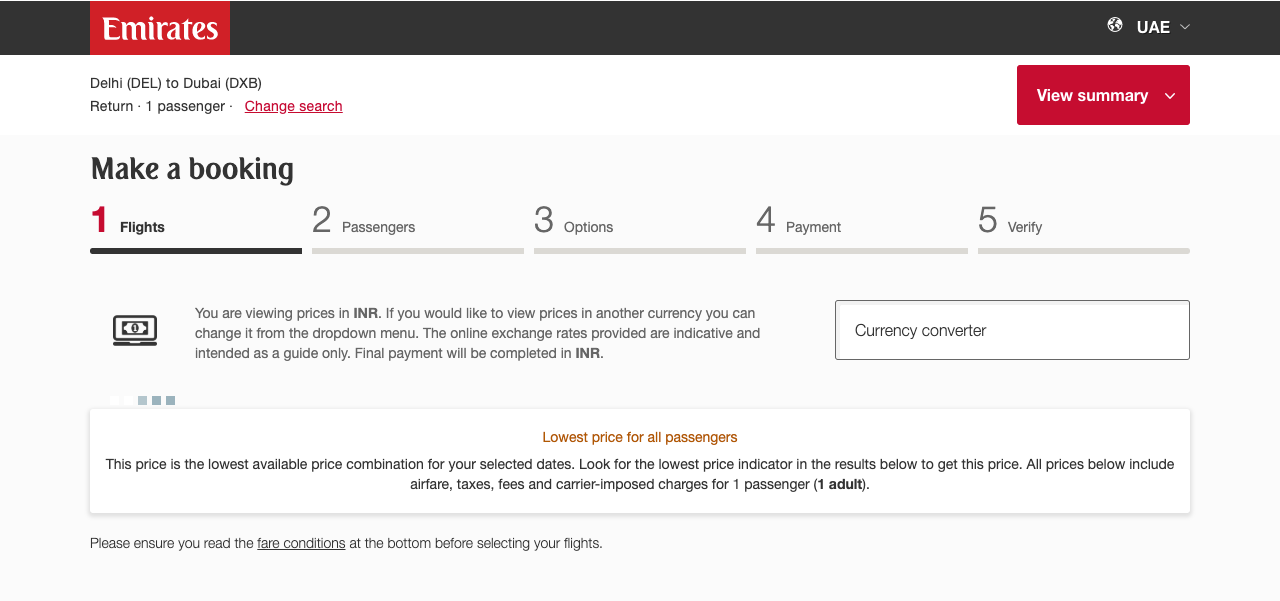 Emirates
UAE
Delhi (DEL) to Dubai (DXB)
Return · 1 passenger · Change search
View summary
Make a booking
1 Flights
2 Passengers
3 Options
4 Payment
5 Verify
You are viewing prices in INR. If you would like to view prices in another currency you can
change it from the dropdown menu. The online exchange rates provided are indicative and
intended as a guide only. Final payment will be completed in INR.
Currency converter
Lowest price for all passengers
This price is the lowest available price combination for your selected dates. Look for the lowest price indicator in the results below to get this price. All prices below include
airfare, taxes, fees and carrier-imposed charges for 1 passenger (1 adult).
Please ensure you read the fare conditions at the bottom before selecting your flights.